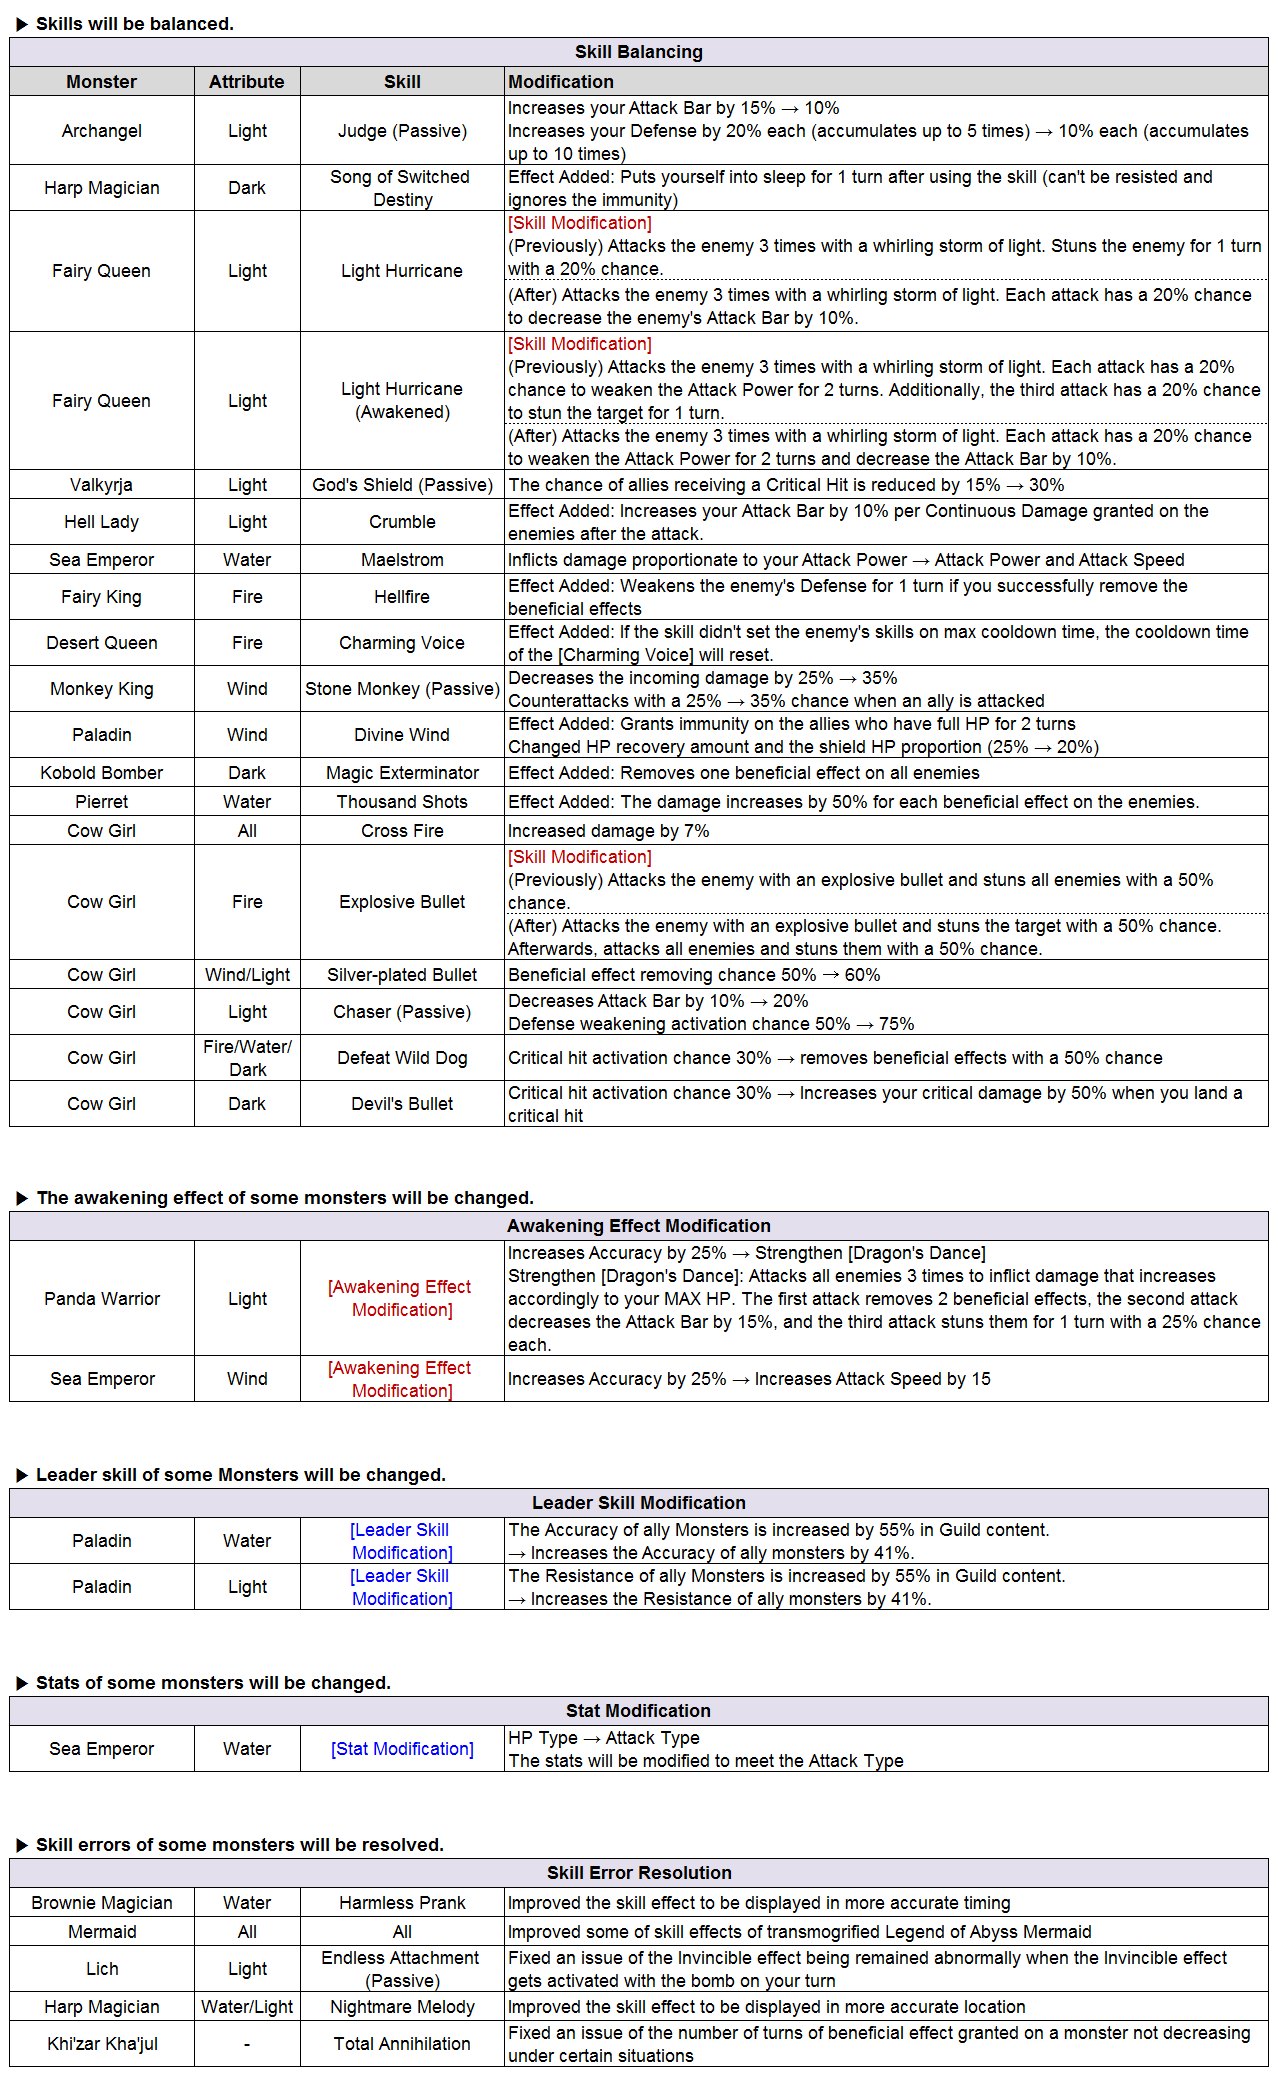 ▶ Skills will be balanced.
Skill Balancing
Monster Attribute Skill Modification
Archangel Light Judge (Passive)
Increases your Attack Bar by 15% → 10%
Increases your Defense by 20% each (accumulates up to 5 times) → 10% each (accumulates
up to 10 times)
Harp Magician Dark
Song of Switched
Destiny
Effect Added: Puts yourself into sleep for 1 turn after using the skill (can't be resisted and
ignores the immunity)
Fairy Queen Light Light Hurricane
[Skill Modification]
(Previously) Attacks the enemy 3 times with a whirling storm of light. Stuns the enemy for 1 turn
with a 20% chance.
(After) Attacks the enemy 3 times with a whirling storm of light. Each attack has a 20% chance
to decrease the enemy's Attack Bar by 10%.
Fairy Queen Light
Light Hurricane
(Awakened)
[Skill Modification]
(Previously) Attacks the enemy 3 times with a whirling storm of light. Each attack has a 20%
chance to weaken the Attack Power for 2 turns. Additionally, the third attack has a 20% chance
to stun the target for 1 turn.
(After) Attacks the enemy 3 times with a whirling storm of light. Each attack has a 20% chance
to weaken the Attack Power for 2 turns and decrease the Attack Bar by 10%.
Valkyrja Light God's Shield (Passive) The chance of allies receiving a Critical Hit is reduced by 15% → 30%
Hell Lady Light Crumble
Effect Added: Increases your Attack Bar by 10% per Continuous Damage granted on the
enemies after the attack.
Sea Emperor Water Maelstrom Inflicts damage proportionate to your Attack Power → Attack Power and Attack Speed
Fairy King Fire Hellfire
Effect Added: Weakens the enemy's Defense for 1 turn if you successfully remove the
beneficial effects
Desert Queen Fire Charming Voice
Effect Added: If the skill didn't set the enemy's skills on max cooldown time, the cooldown time
of the [Charming Voice] will reset.
Monkey King Wind Stone Monkey (Passive)
Decreases the incoming damage by 25% → 35%
Counterattacks with a 25% → 35% chance when an ally is attacked
Paladin Wind Divine Wind
Effect Added: Grants immunity on the allies who have full HP for 2 turns
Changed HP recovery amount and the shield HP proportion (25% → 20%)
Kobold Bomber Dark Magic Exterminator Effect Added: Removes one beneficial effect on all enemies
Pierret Water Thousand Shots Effect Added: The damage increases by 50% for each beneficial effect on the enemies.
Cow Girl All Cross Fire Increased damage by 7%
Cow Girl Fire Explosive Bullet
[Skill Modification]
(Previously) Attacks the enemy with an explosive bullet and stuns all enemies with a 50%
chance.
(After) Attacks the enemy with an explosive bullet and stuns the target with a 50% chance.
Afterwards, attacks all enemies and stuns them with a 50% chance.
Cow Girl Wind/Light Silver-plated Bullet Beneficial effect removing chance 50% → 60%
Cow Girl Light Chaser (Passive)
Decreases Attack Bar by 10% → 20%
Defense weakening activation chance 50% → 75%
Cow Girl
Fire/Water/
Dark
Defeat Wild Dog Critical hit activation chance 30% → removes beneficial effects with a 50% chance
Cow Girl Dark Devil's Bullet
Critical hit activation chance 30% → Increases your critical damage by 50% when you land a
critical hit
▶ The awakening effect of some monsters will be changed.
Awakening Effect Modification
Panda Warrior Light
[Awakening Effect
Modification]
Increases Accuracy by 25% → Strengthen [Dragon's Dance]
Strengthen [Dragon's Dance]: Attacks all enemies 3 times to inflict damage that increases
accordingly to your MAX HP. The first attack removes 2 beneficial effects, the second attack
decreases the Attack Bar by 15%, and the third attack stuns them for 1 turn with a 25% chance
each.
Sea Emperor Wind
[Awakening Effect
Modification]
Increases Accuracy by 25% → Increases Attack Speed by 15
▶ Leader skill of some Monsters will be changed.
Leader Skill Modification
Paladin Water
[Leader Skill
Modification]
The Accuracy of ally Monsters is increased by 55% in Guild content.
→ Increases the Accuracy of ally monsters by 41%.
Paladin Light
[Leader Skill
Modification]
The Resistance of ally Monsters is increased by 55% in Guild content.
→ Increases the Resistance of ally monsters by 41%.
▶ Stats of some monsters will be changed.
Stat Modification
Sea Emperor Water [Stat Modification]
HP Type → Attack Type
The stats will be modified to meet the Attack Type
▶ Skill errors of some monsters will be resolved.
Skill Error Resolution
Brownie Magician Water Harmless Prank Improved the skill effect to be displayed in more accurate timing
Mermaid All All Improved some of skill effects of transmogrified Legend of Abyss Mermaid
Lich Light
Endless Attachment
(Passive)
Fixed an issue of the Invincible effect being remained abnormally when the Invincible effect
gets activated with the bomb on your turn
Harp Magician Water/Light Nightmare Melody Improved the skill effect to be displayed in more accurate location
Khi'zar Kha'jul - Total Annihilation
Fixed an issue of the number of turns of beneficial effect granted on a monster not decreasing
under certain situations